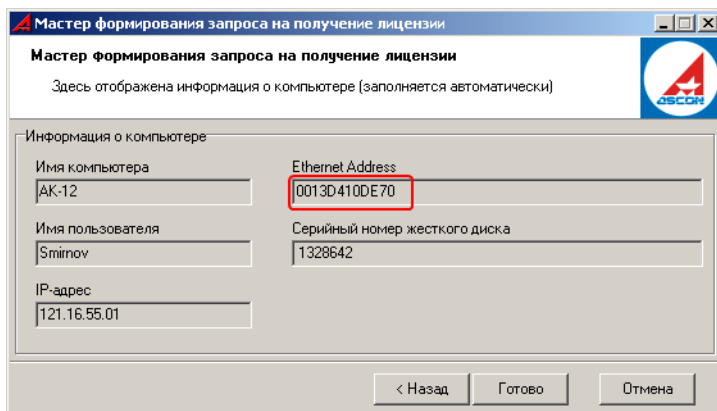 Мастер формирования запроса на получение лицензии
Мастер формирования запроса на получение лицензии
Здесь отображена информация о компьютере (заполняется автоматически)
ASCON
Информация о компьютере
Имя компьютера
Ethernet Address
AK-12
0013D410DE70
Имя пользователя
Серийный номер жесткого диска
Smirnov
1328642
IP-адрес
121.16.55.01
< Назад
Готово
Отмена